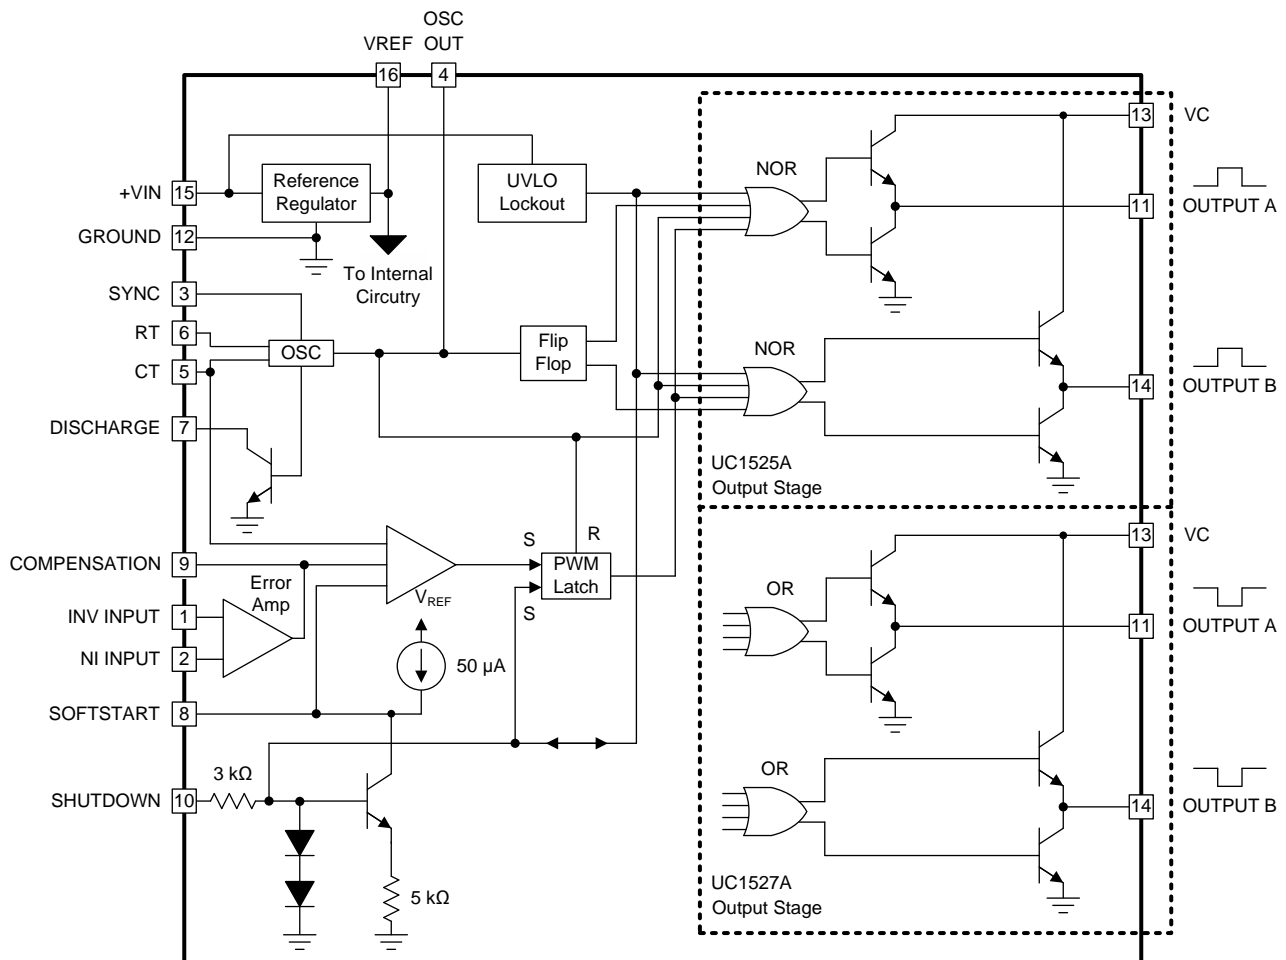 OSC
OUT
VREF
16
4
+VIN
15
Reference
Regulator
UVLO
Lockout
NOR
13
VC
11
OUTPUT A
GROUND
12
To Internal
Circutry
SYNC
3
RT
6
OSC
CT
5
Flip
Flop
NOR
14
OUTPUT B
DISCHARGE
7
UC1525A
Output Stage
COMPENSATION
9
Error
Amp
S
R
PWM
Latch
S
VREF
INV INPUT
1
NI INPUT
2
50 µA
SOFTSTART
8
3 kΩ
SHUTDOWN
10
5 kΩ
13
VC
OR
11
OUTPUT A
OR
14
OUTPUT B
UC1527A
Output Stage